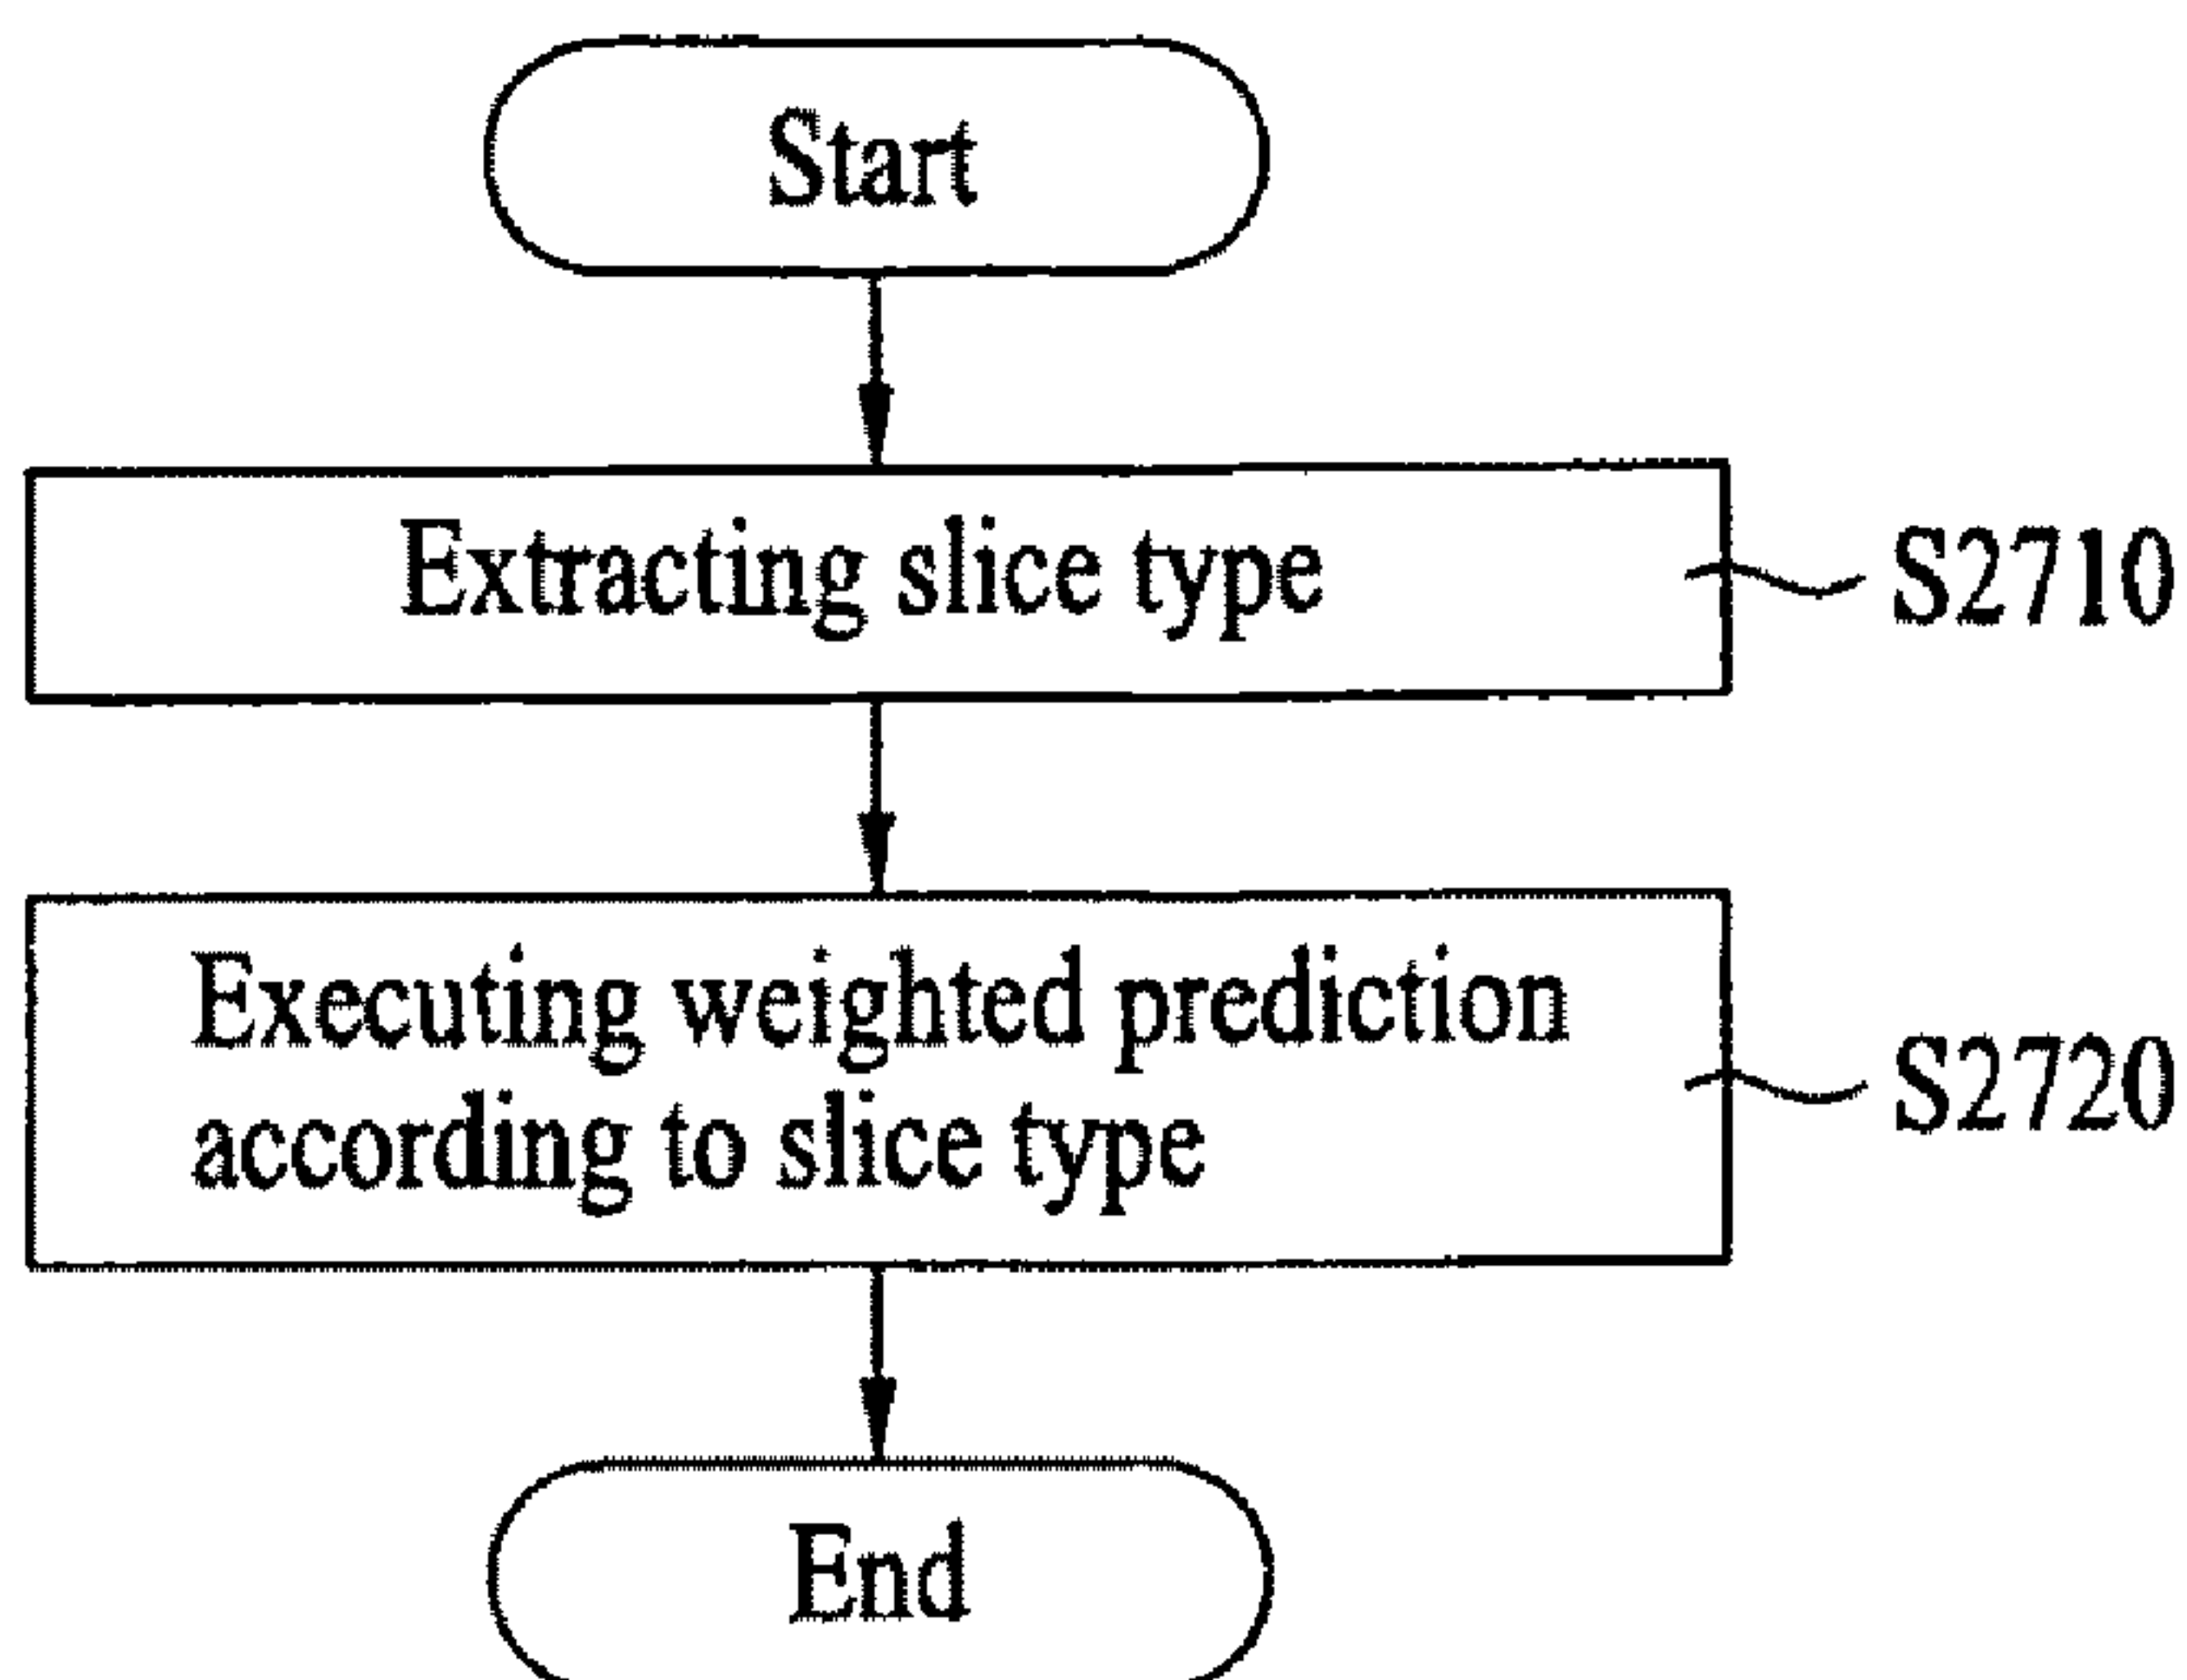 Start
Extracting slice type
S2710
Executing weighted prediction
according to slice type
S2720
End